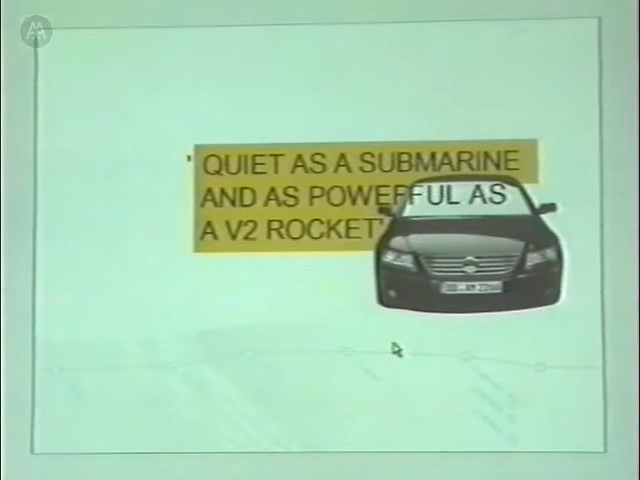 ' QUIET AS A SUBMARINE
AND AS POWERFUL AS
A V2 ROCKET'